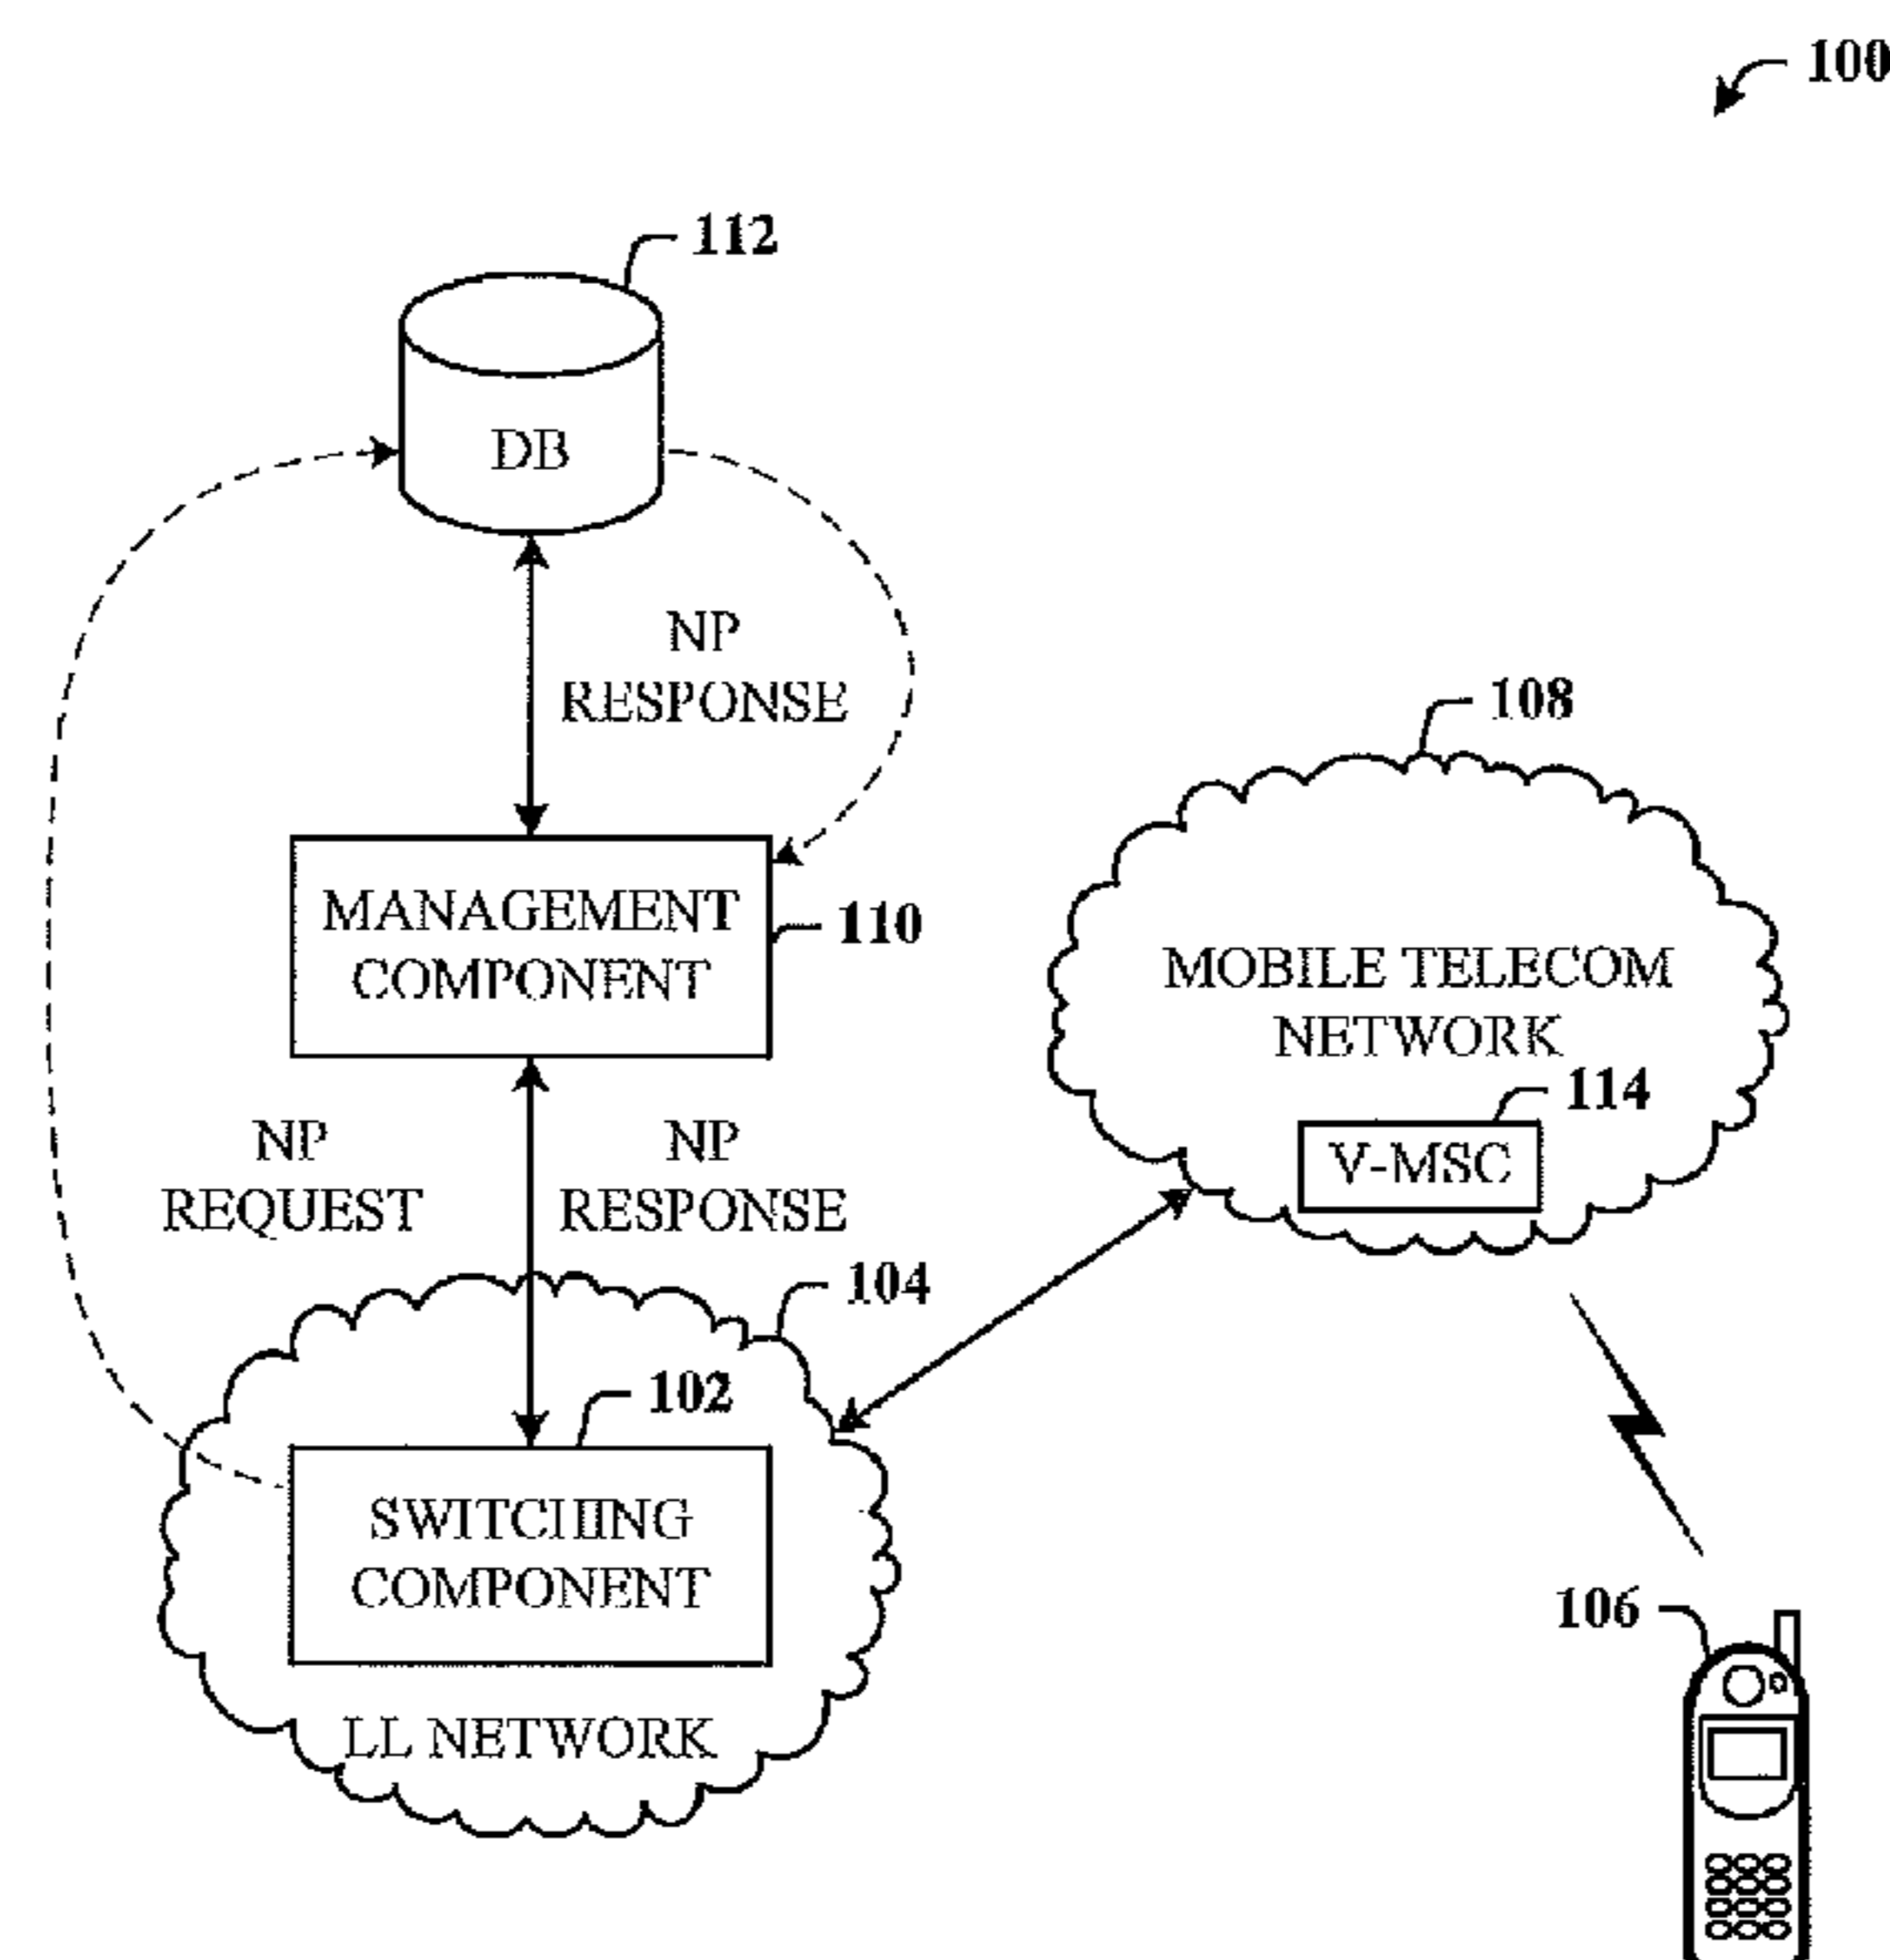 100
112
DB
NP
RESPONSE
108
MANAGEMENT
COMPONENT
110
MOBILE TELECOM
NETWORK
114
V-MSC
NP
REQUEST
NP
RESPONSE
104
102
SWITCHING
COMPONENT
LL NETWORK
106